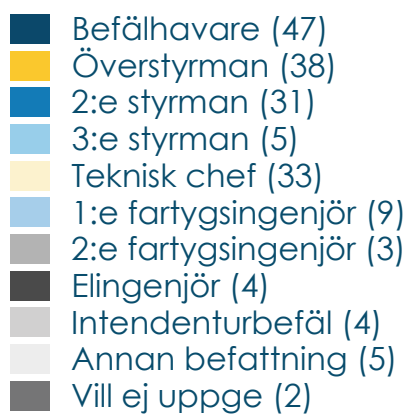 Befälhavare (47)
Överstyrman (38)
2:e styrman (31)
3:e styrman (5)
Teknisk chef (33)
1:e fartygsingenjör (9)
2:e fartygsingenjör (3)
Elingenjör (4)
Intendenturbefäl (4)
Annan befattning (5)
Vill ej uppge (2)